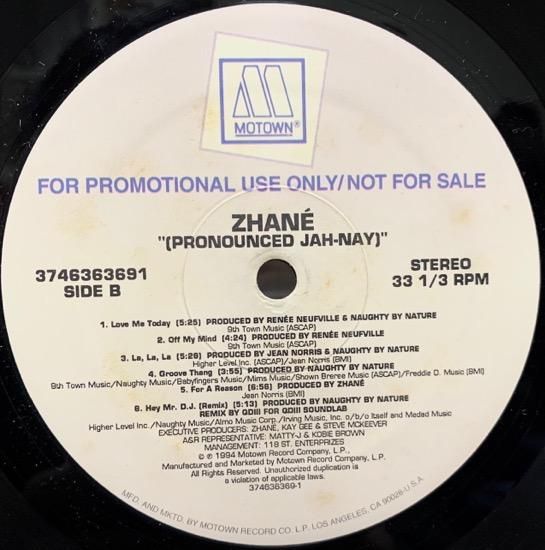 MOTOWN®
FOR PROMOTIONAL USE ONLY/NOT FOR SALE
ZHANÉ
"(PRONOUNCED JAH-NAY)"
3746363691
SIDE B
STEREO
33 1/3 RPM
1. Love Me Today (5:25) PRODUCED BY RENÉE NEUFVILLE & NAUGHTY BY NATURE
9th Town Music (ASCAP)
2. Off My Mind (4:24) PRODUCED BY RENÉE NEUFVILLE
9th Town Music (ASCAP)
3. La, La, La (5:29) PRODUCED BY JEAN NORRIS & NAUGHTY BY NATURE
Higher Level Inc. (ASCAP)/Jean Norris (BMI)
4. Groove Thang (3:55) PRODUCED BY NAUGHTY BY NATURE
9th Town Music/Naughty Music/Babyfingers Music/Mims Music/Shown Breree Music (ASCAP)/Freddie D. Music (BMI)
5. For A Reason (6:56) PRODUCED BY ZHANÉ
Jean Norris (BMI)
6. Hey Mr. D.J. (Remix) (5:13) PRODUCED BY NAUGHTY BY NATURE
REMIX BY QDIII FOR QDIII SOUNDLAB
Higher Level Inc./Naughty Music/Almo Music Corp./Irving Music, Inc. o/b/o Itself and Medad Music
EXECUTIVE PRODUCERS: ZHANE, KAY GEE & STEVE MCKEEVER
A&R REPRESENTATIVE: MATTY-J & KOBIE BROWN
MANAGEMENT: 118 ST. ENTERPRIZES
© ℗ 1994 Motown Record Company, L.P.,
Manufactured and Marketed by Motown Record Company, L.P.
All Rights Reserved. Unauthorized duplication is
a violation of applicable laws.
374636369-1
MFD. AND MKTD. BY MOTOWN RECORD CO. L.P. LOS ANGELES, CA 90028-U.S.A